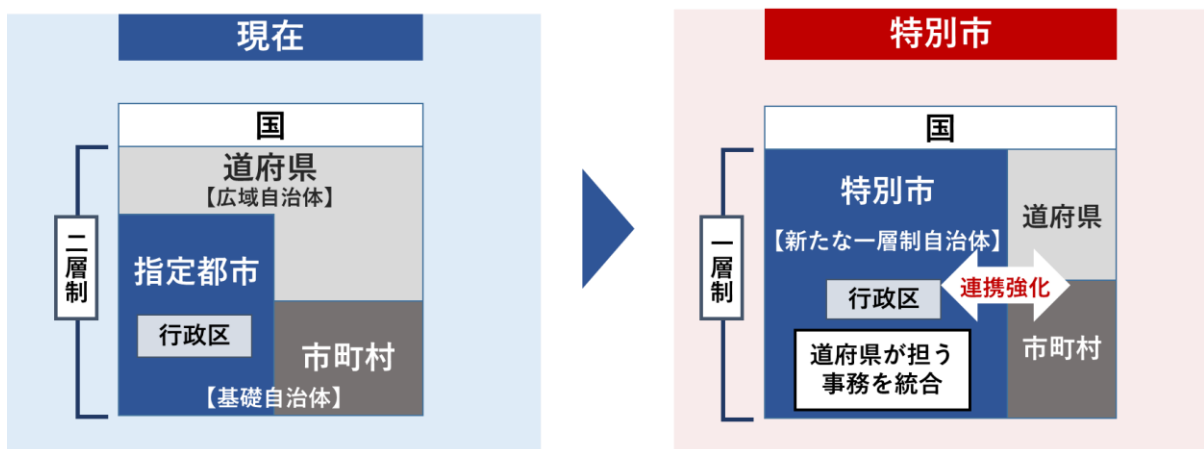 現在
国
道府県
【広域自治体】
二層制
指定都市
行政区
市町村
【基礎自治体】
特別市
国
特別市
【新たな一層制自治体】
一層制
道府県
連携強化
行政区
市町村
道府県が担う
事務を統合